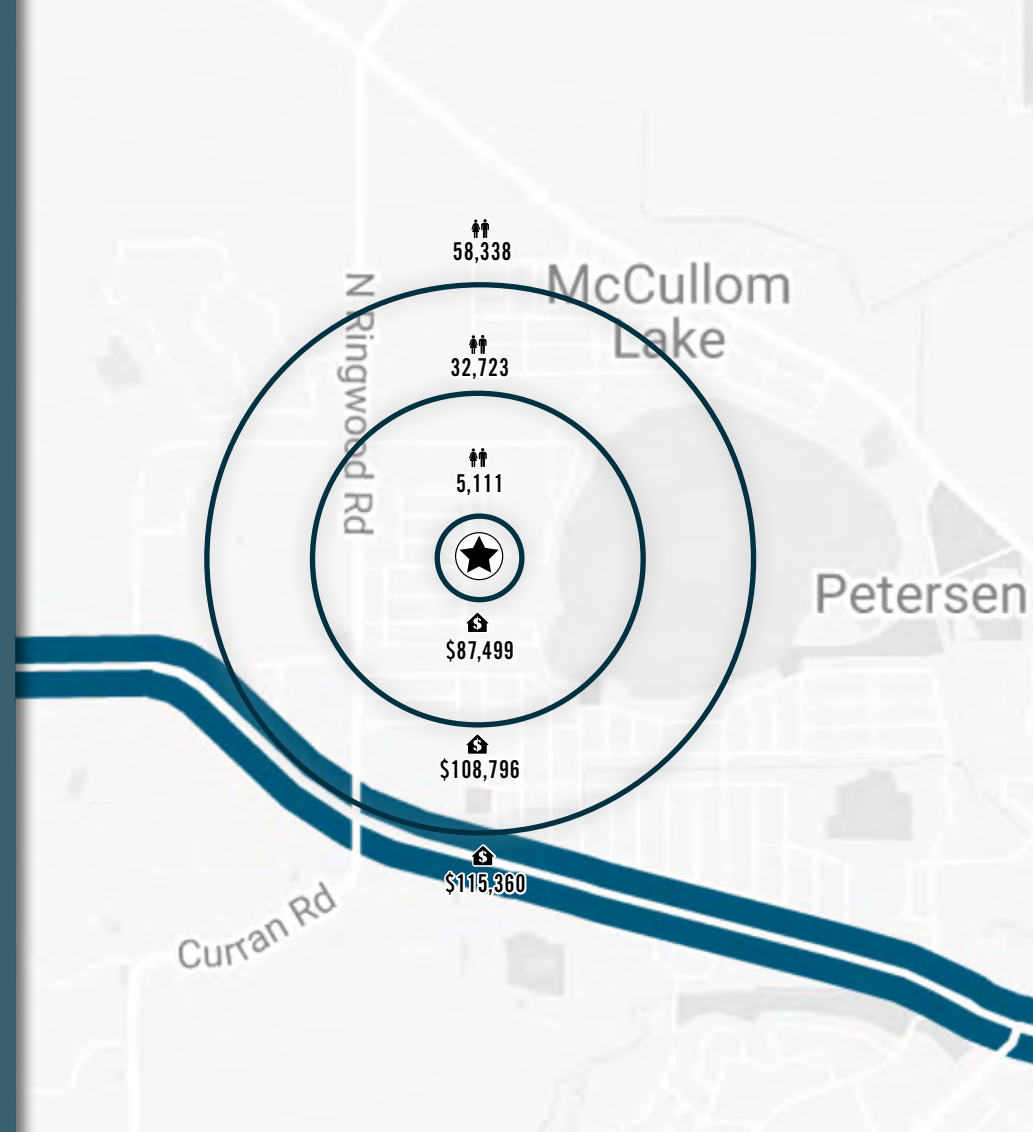 58,338
McCullom
Lake
N Ringwood Rd
32,723
5,111
Petersen
$87,499
$108,796
$115,360
Curran Rd